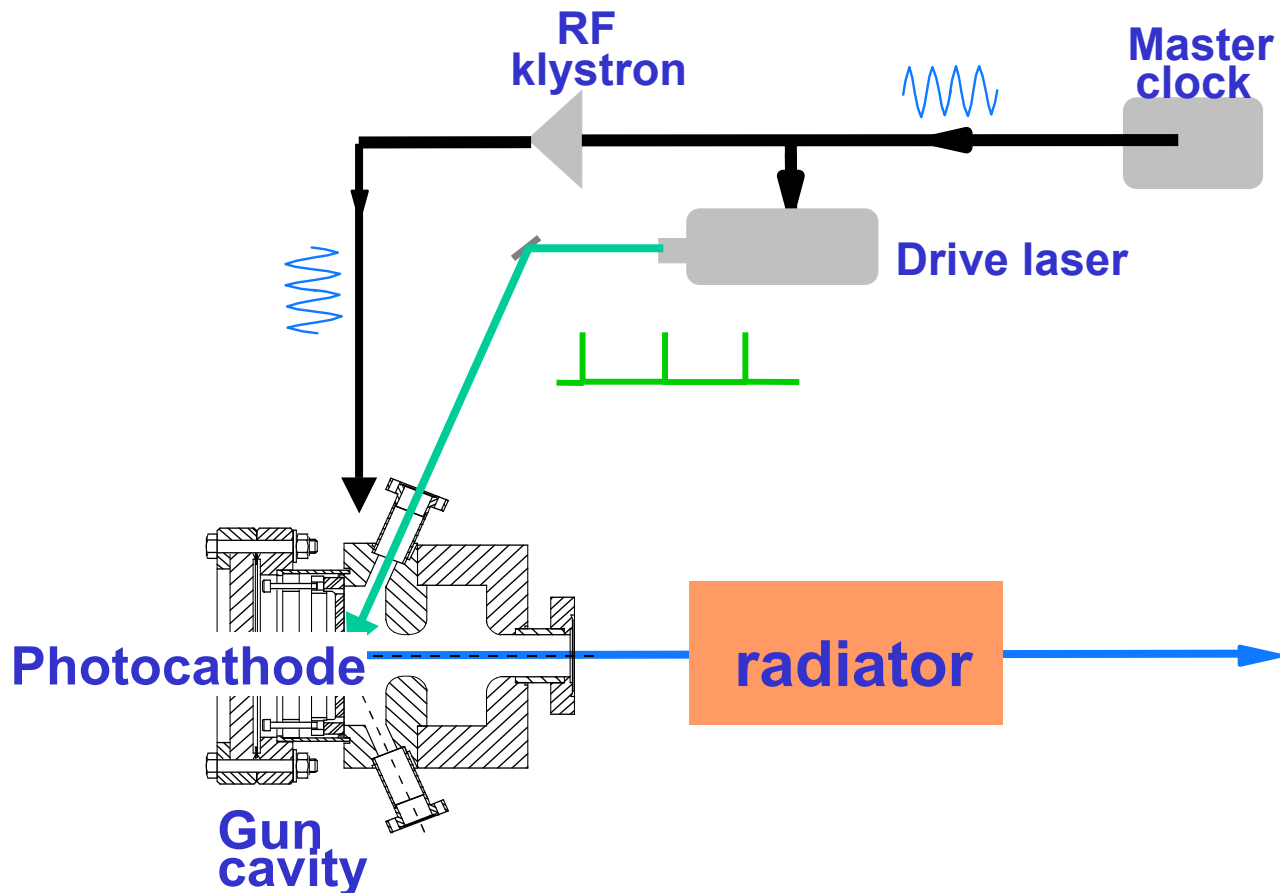 RF
klystron
Master
clock
Drive laser
Photocathode
radiator
Gun
cavity